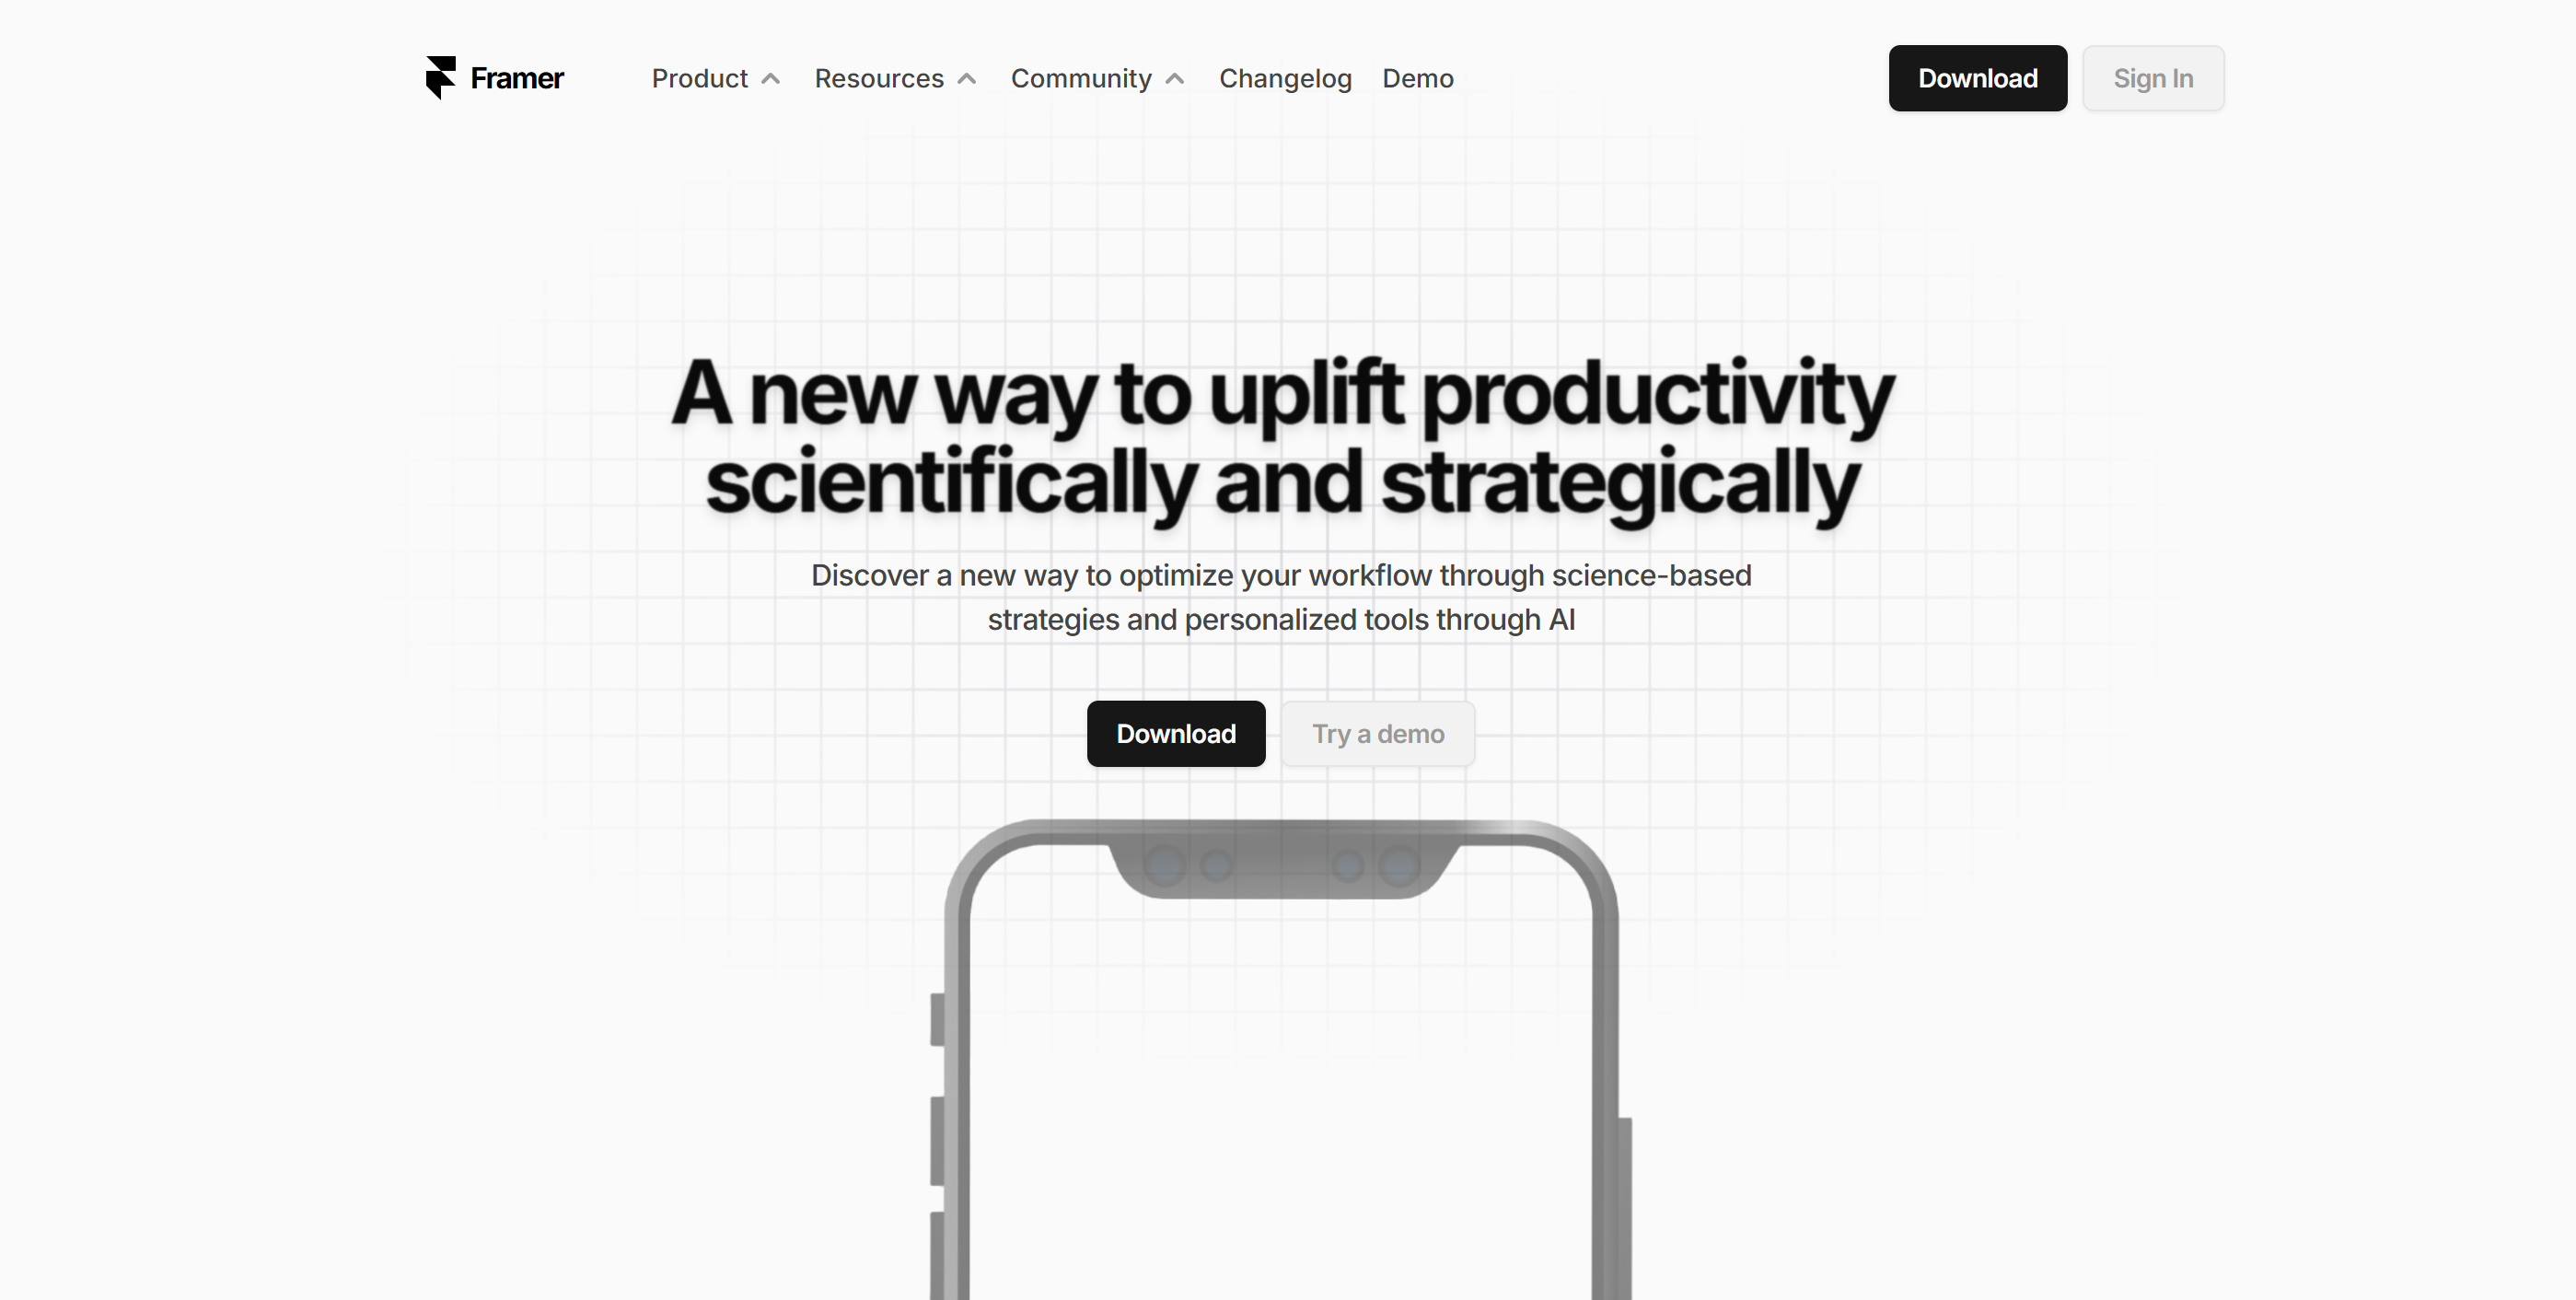 Framer
Product
Resources
Community
Changelog
Demo
Download
Sign In
A new way to uplift productivity
scientifically and strategically
Discover a new way to optimize your workflow through science-based
strategies and personalized tools through AI
Download
Try a demo